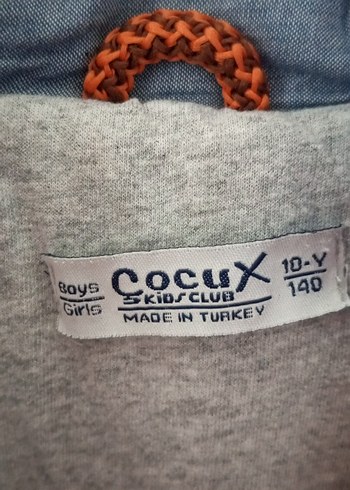 Boys
Girls
Cocux
KIDS CLUB
MADE IN TURKEY
10-Y
140